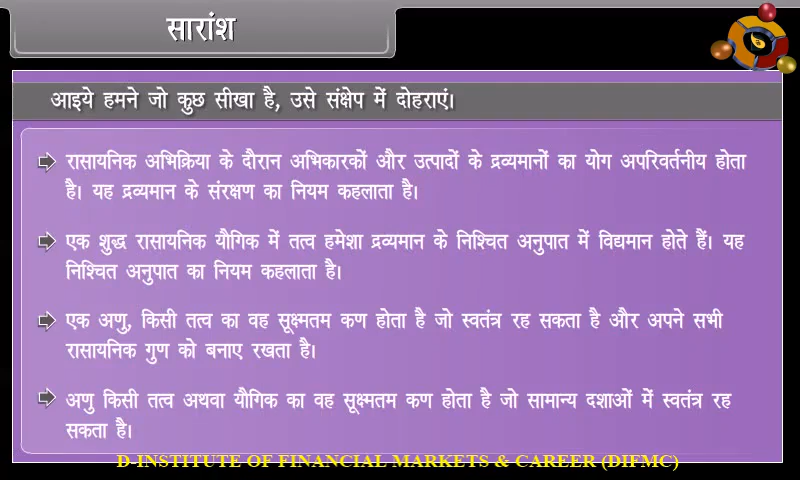 सारांश
आइये हमने जो कुछ सीखा है, उसे संक्षेप में दोहराएं।
रासायनिक अभिक्रिया के दौरान अभिकारकों और उत्पादों के द्रव्यमानों का योग अपरिवर्तनीय होता
है। यह द्रव्यमान के संरक्षण का नियम कहलाता है।
एक शुद्ध रासायनिक यौगिक में तत्व हमेशा द्रव्यमान के निश्चित अनुपात में विद्यमान होते हैं। यह
निश्चित अनुपात का नियम कहलाता है।
एक अणु, किसी तत्व का वह सूक्ष्मतम कण होता है जो स्वतंत्र रह सकता है और अपने सभी
रासायनिक गुण को बनाए रखता है।
अणु किसी तत्व अथवा यौगिक का वह सूक्ष्मतम कण होता है जो सामान्य दशाओं में स्वतंत्र रह
सकता है।
D-INSTITUTE OF FINANCIAL MARKETS & CAREER (DIFMC)